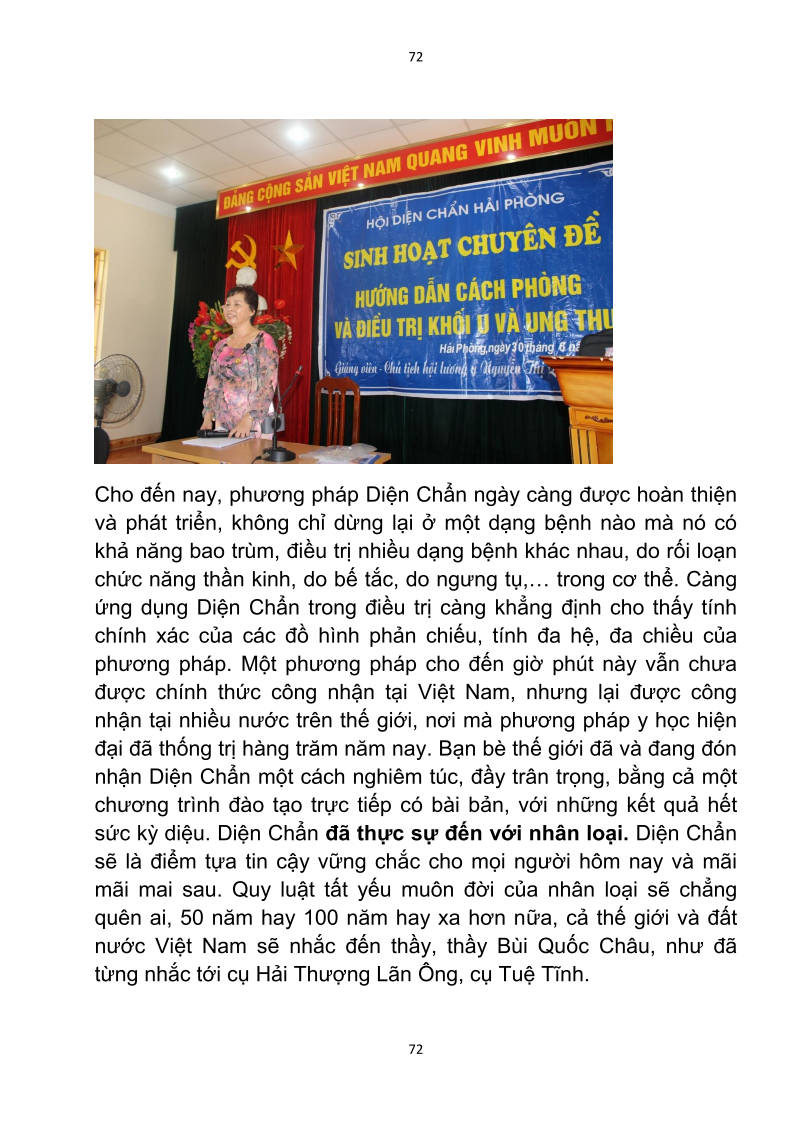 72
ĐẢNG CỘNG SẢN VIỆT NAM QUANG VINH MUÔN
HỘI DIỆN CHẨN HẢI PHÒNG
SINH HOẠT CHUYÊN ĐỀ
HƯỚNG DẪN CÁCH PHÒNG
VÀ ĐIỀU TRỊ KHỐI U VÀ UNG THƯ
Hải Phòng, ngày 30 tháng 6
Giảng viên - Chủ tịch hội lương y Nguyễn Thị
Cho đến nay, phương pháp Diện Chẩn ngày càng được hoàn thiện
và phát triển, không chỉ dừng lại ở một dạng bệnh nào mà nó có
khả năng bao trùm, điều trị nhiều dạng bệnh khác nhau, do rối loạn
chức năng thần kinh, do bế tắc, do ngưng tụ,… trong cơ thể. Càng
ứng dụng Diện Chẩn trong điều trị càng khẳng định cho thấy tính
chính xác của các đồ hình phản chiếu, tính đa hệ, đa chiều của
phương pháp. Một phương pháp cho đến giờ phút này vẫn chưa
được chính thức công nhận tại Việt Nam, nhưng lại được công
nhận tại nhiều nước trên thế giới, nơi mà phương pháp y học hiện
đại đã thống trị hàng trăm năm nay. Bạn bè thế giới đã và đang đón
nhận Diện Chẩn một cách nghiêm túc, đầy trân trọng, bằng cả một
chương trình đào tạo trực tiếp có bài bản, với những kết quả hết
sức kỳ diệu. Diện Chẩn đã thực sự đến với nhân loại. Diện Chẩn
sẽ là điểm tựa tin cậy vững chắc cho mọi người hôm nay và mãi
mãi mai sau. Quy luật tất yếu muôn đời của nhân loại sẽ chẳng
quên ai, 50 năm hay 100 năm hay xa hơn nữa, cả thế giới và đất
nước Việt Nam sẽ nhắc đến thầy, thầy Bùi Quốc Châu, như đã
từng nhắc tới cụ Hải Thượng Lãn Ông, cụ Tuệ Tĩnh.
72